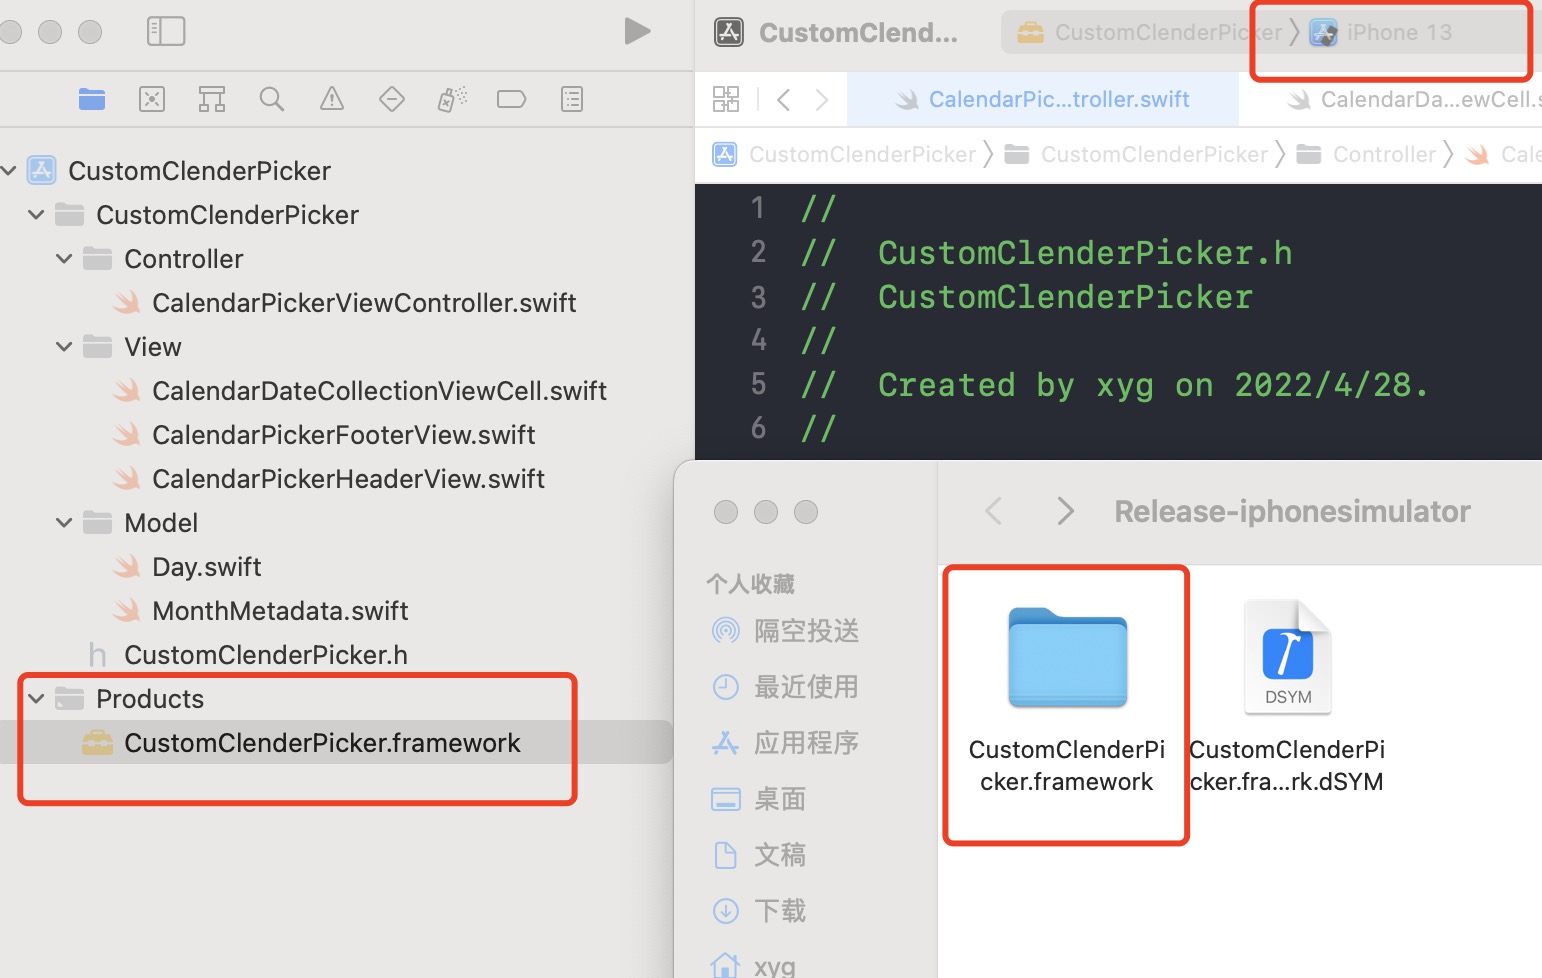 CustomClend...
CustomClenderPicker
iPhone 13
CalendarPic...troller.swift
CalendarDa...ewCell.s
CustomClenderPicker
CustomClenderPicker
Controller
Cale
CustomClenderPicker
CustomClenderPicker
Controller
CalendarPickerViewController.swift
View
CalendarDateCollectionViewCell.swift
CalendarPickerFooterView.swift
CalendarPickerHeaderView.swift
Model
Day.swift
MonthMetadata.swift
h CustomClenderPicker.h
Products
CustomClenderPicker.framework
1 //
2 // CustomClenderPicker.h
3 // CustomClenderPicker
4 //
5 // Created by xyg on 2022/4/28.
6 //
Release-iphonesimulator
个人收藏
隔空投送
最近使用
应用程序
桌面
文稿
下载
xyg
CustomClenderPi
cker.framework
DSYM
CustomClenderPi
cker.fra...rk.dSYM